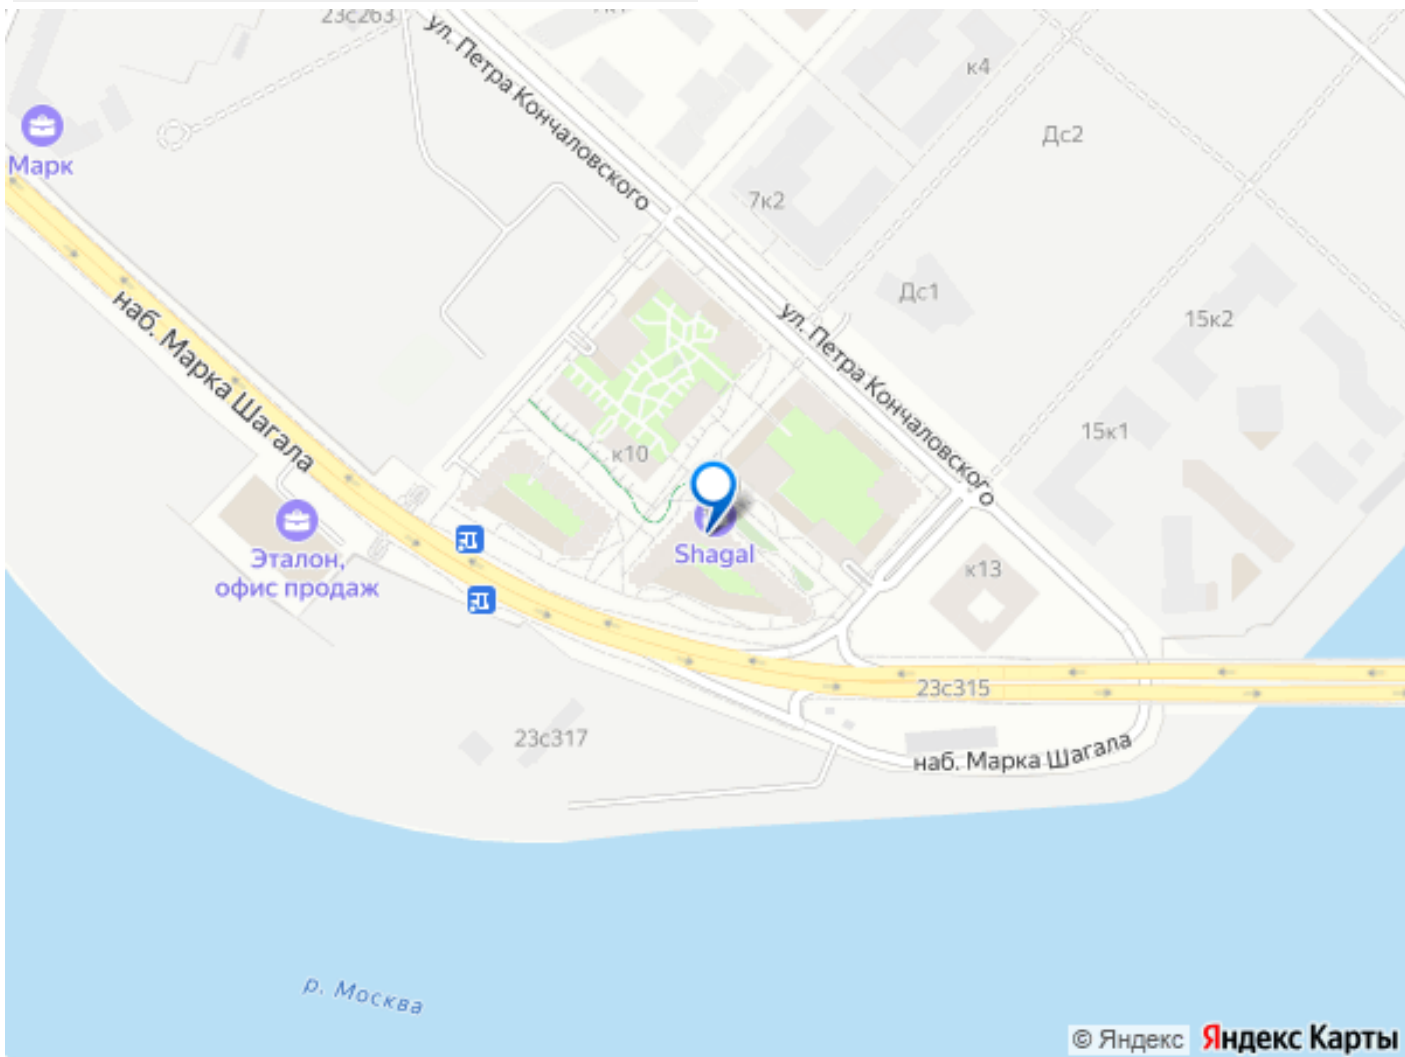 23с263
ул. Петра Кончаловского
к4
Марк
Дс2
7к2
Дс1
наб. Марка Шагала
ул. Петра Кончаловского
15к2
15к1
к10
Shagal
Эталон,
офис продаж
к13
23с315
23с317
наб. Марка Шагала
р. Москва
© Яндекс Яндекс Карты